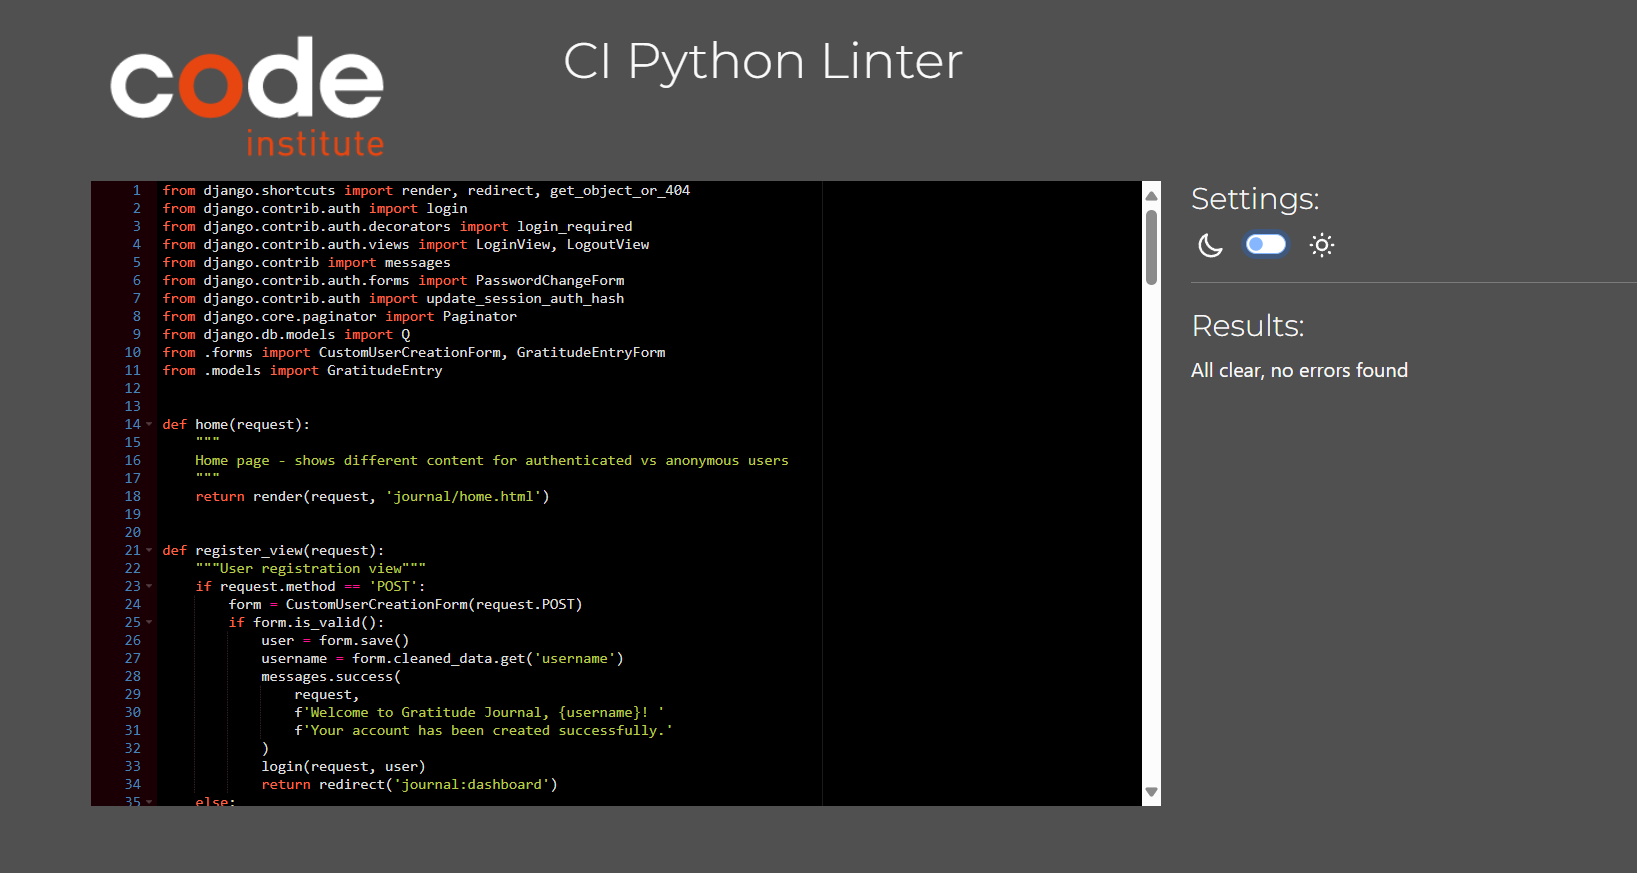 code
institute
CI Python Linter
1 from django.shortcuts import render, redirect, get_object_or_404
2 from django.contrib.auth import login
3 from django.contrib.auth.decorators import login_required
4 from django.contrib.auth.views import LoginView, LogoutView
5 from django.contrib import messages
6 from django.contrib.auth.forms import PasswordChangeForm
7 from django.contrib.auth import update_session_auth_hash
8 from django.core.paginator import Paginator
9 from django.db.models import Q
10 from .forms import CustomUserCreationForm, GratitudeEntryForm
11 from .models import GratitudeEntry
12
13
14 def home(request):
15     """
16     Home page - shows different content for authenticated vs anonymous users
17     """
18     return render(request, 'journal/home.html')
19
20
21 def register_view(request):
22     """User registration view"""
23     if request.method == 'POST':
24         form = CustomUserCreationForm(request.POST)
25         if form.is_valid():
26             user = form.save()
27             username = form.cleaned_data.get('username')
28             messages.success(
29                 request,
30                 f'Welcome to Gratitude Journal, {username}! '
31                 f'Your account has been created successfully.'
32             )
33             login(request, user)
34             return redirect('journal:dashboard')
35     else:
Settings:
Results:
All clear, no errors found